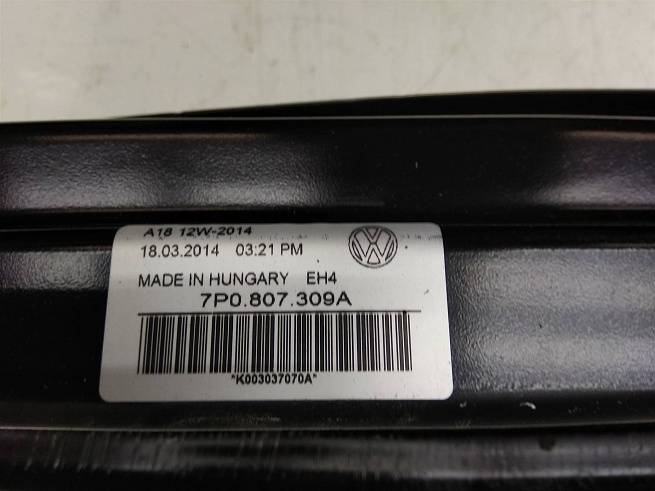 A18 12W-2014
18.03.2014 03:21 PM
MADE IN HUNGARY EH4
7P0.807.309A
*K003037070A*